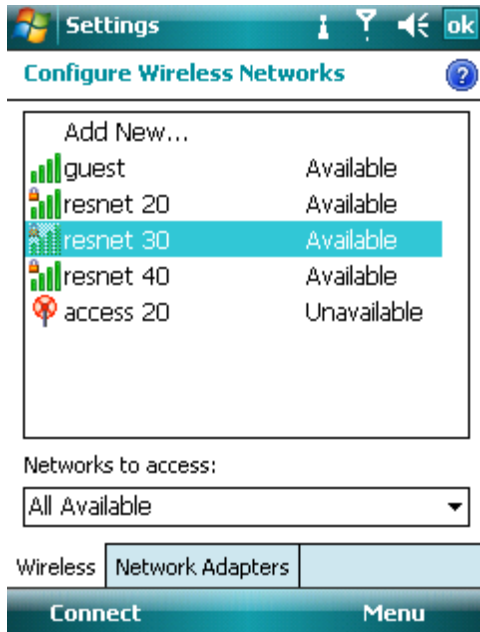 Settings ok
Configure Wireless Networks ?
Add New...
guest Available
resnet 20 Available
resnet 30 Available
resnet 40 Available
access 20 Unavailable
Networks to access:
All Available
Wireless Network Adapters
Connect Menu